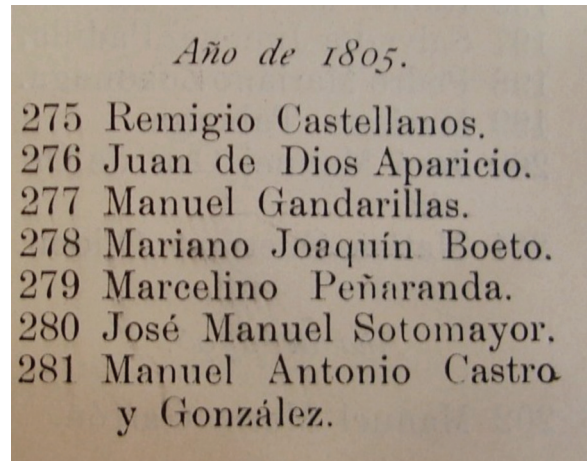 Año de 1805.
275 Remigio Castellanos.
276 Juan de Dios Aparicio.
277 Manuel Gandarillas.
278 Mariano Joaquín Boeto.
279 Marcelino Peñaranda.
280 José Manuel Sotomayor.
281 Manuel Antonio Castro
y González.